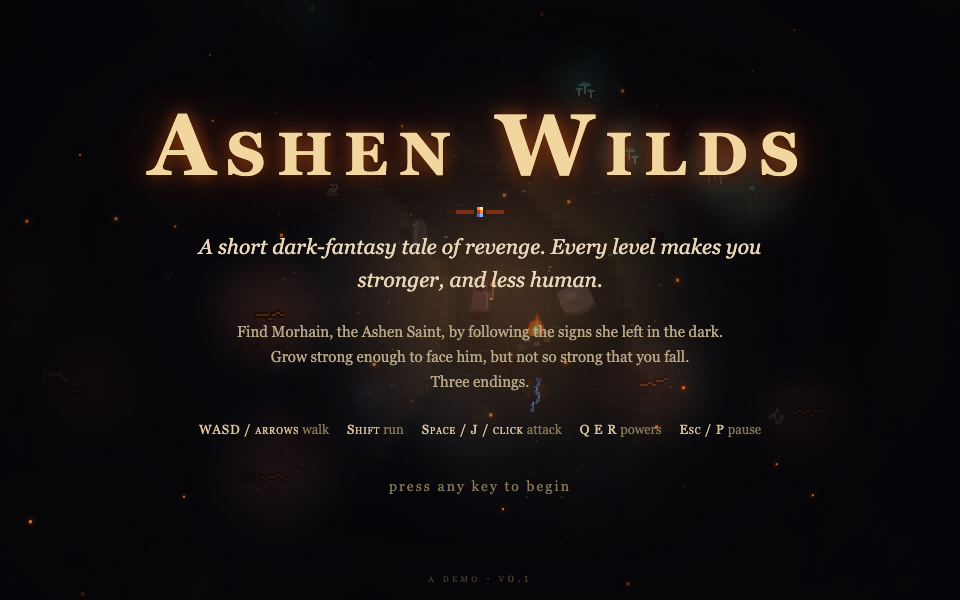 ASHEN WILDS
A short dark-fantasy tale of revenge. Every level makes you
stronger, and less human.
Find Morhain, the Ashen Saint, by following the signs she left in the dark.
Grow strong enough to face him, but not so strong that you fall.
Three endings.
WASD / ARROWS walk SHIFT run SPACE / J / CLICK attack Q E R powers ESC / P pause
press any key to begin
A DEMO · V0.1